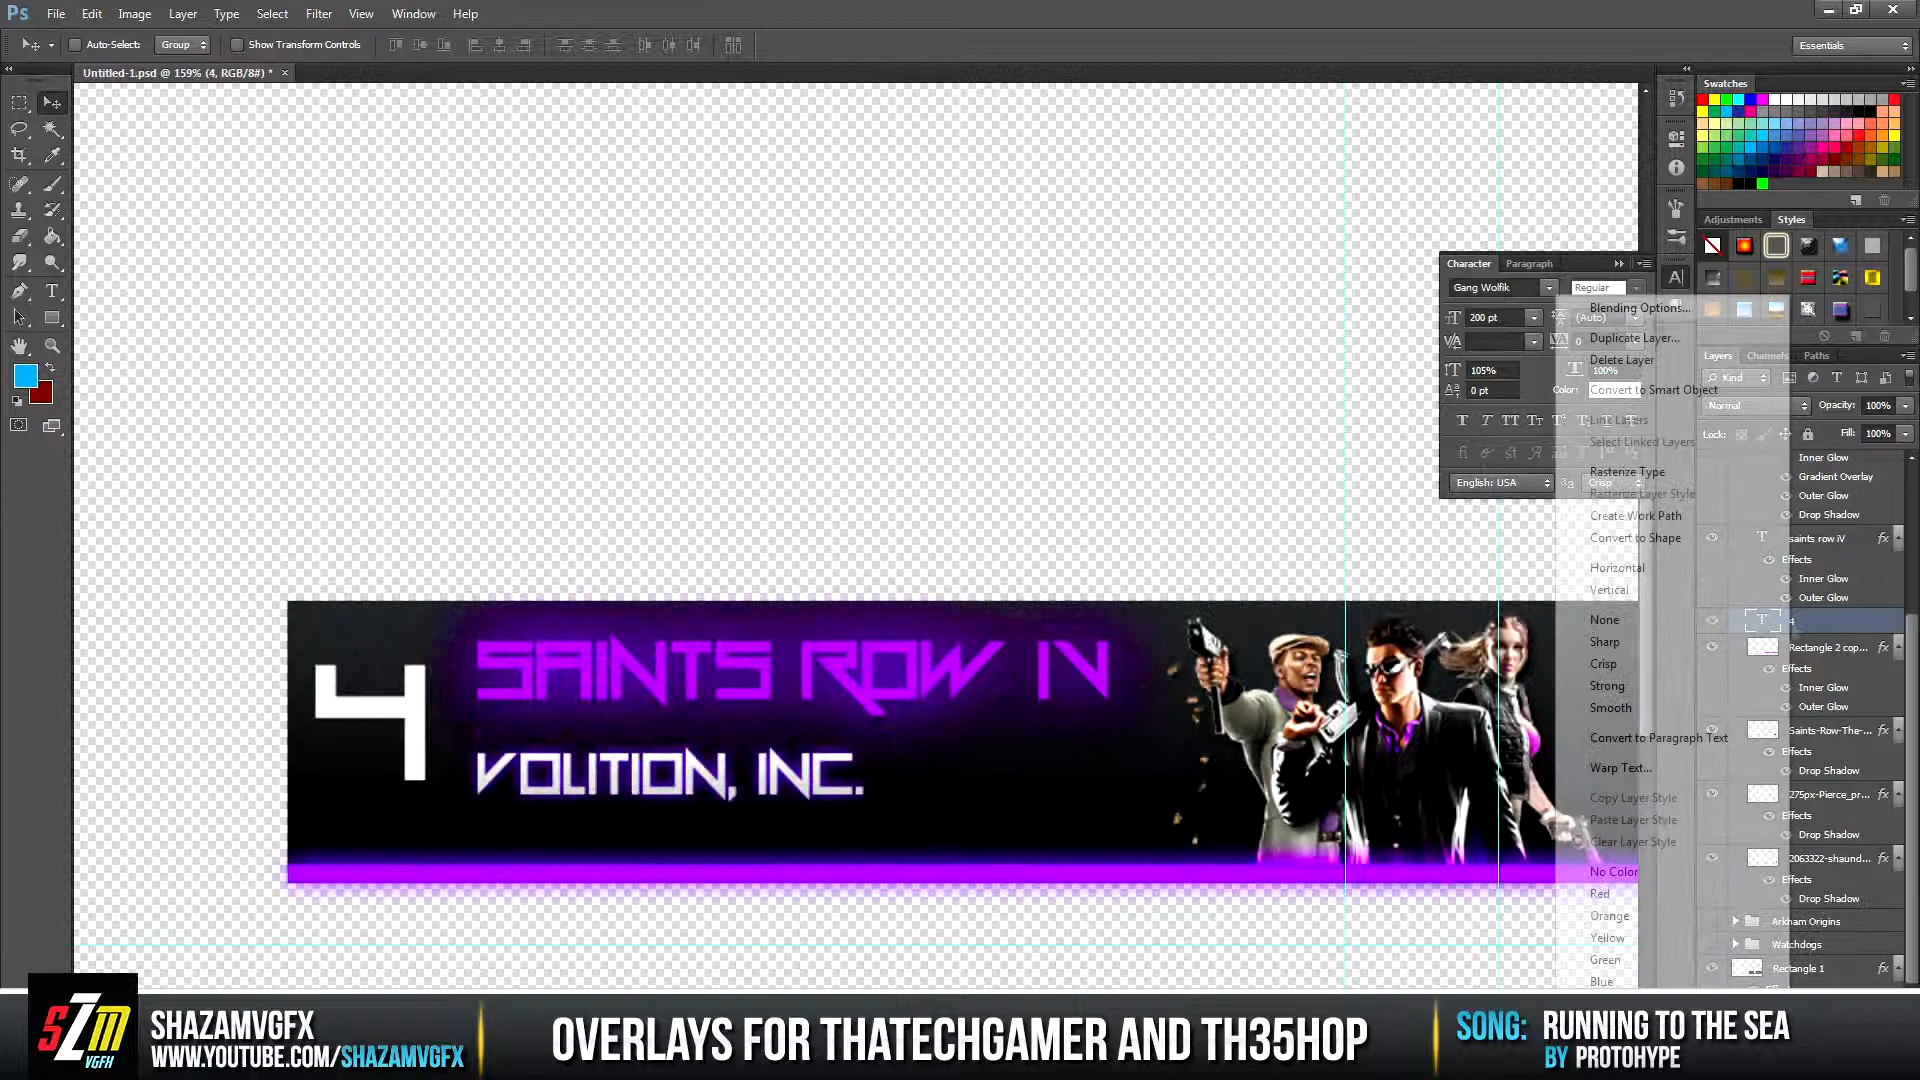 Ps File Edit Image Layer Type Select Filter View Window Help
Auto-Select: Group Show Transform Controls Essentials
Untitled-1.psd @ 159% (4, RGB/8#) *
Swatches
Adjustments Styles
Character Paragraph
Gang Wolfik Regular
200 pt (Auto)
0
105% 100%
0 pt Color:
English: USA Crisp
Blending Options...
Duplicate Layer...
Delete Layer
Convert to Smart Object
Link Layers
Select Linked Layers
Rasterize Type
Rasterize Layer Style
Create Work Path
Convert to Shape
Horizontal
Vertical
None
Sharp
Crisp
Strong
Smooth
Convert to Paragraph Text
Warp Text...
Copy Layer Style
Paste Layer Style
Clear Layer Style
No Color
Red
Orange
Yellow
Green
Blue
Layers Channels Paths
Kind
Normal Opacity: 100%
Lock: Fill: 100%
Inner Glow
Gradient Overlay
Outer Glow
Drop Shadow
saints row iV fx
Effects
Inner Glow
Outer Glow
4
Rectangle 2 cop... fx
Effects
Inner Glow
Outer Glow
Saints-Row-The-... fx
Effects
Drop Shadow
275px-Pierce_pr... fx
Effects
Drop Shadow
2063322-shaund... fx
Effects
Drop Shadow
Arkham Origins
Watchdogs
Rectangle 1 fx
4
SAINTS ROW IV
VOLITION, INC.
SZM
VGFX
SHAZAMVGFX
WWW.YOUTUBE.COM/SHAZAMVGFX
OVERLAYS FOR THATECHGAMER AND TH35HOP
SONG: RUNNING TO THE SEA
BY PROTOHYPE